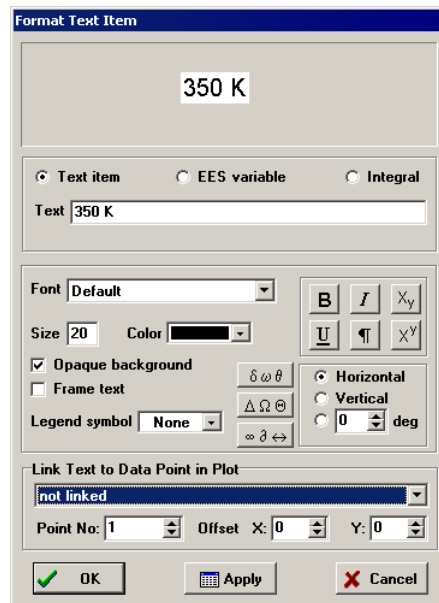 Format Text Item
350 K
Text item EES variable Integral
Text 350 K
Font Default
B I Xy
Size 20 Color
U ¶ Xʸ
Opaque background
δ ω θ
Horizontal
Frame text
Vertical
Δ Ω Θ
Legend symbol None
0 deg
∞ ∂ ↔
Link Text to Data Point in Plot
not linked
Point No: 1 Offset X: 0 Y: 0
OK Apply Cancel